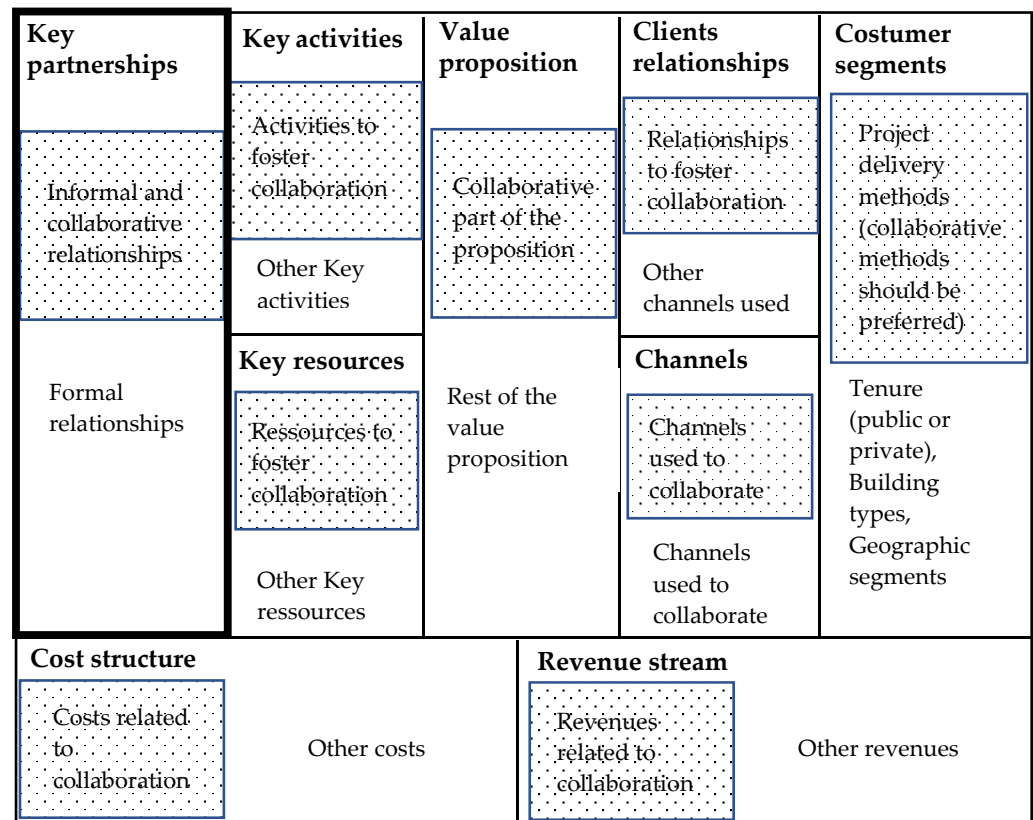 Key
partnerships
Informal and
collaborative
relationships
Formal
relationships
Key activities
Activities to
foster
collaboration
Other Key
activities
Key resources
Ressources to
foster
collaboration
Other Key
ressources
Value
proposition
Collaborative
part of the
proposition
Rest of the
value
proposition
Clients
relationships
Relationships
to foster
collaboration
Other
channels used
Channels
Channels
used to
collaborate
Channels
used to
collaborate
Costumer
segments
Project
delivery
methods
(collaborative
methods
should be
preferred)
Tenure
(public or
private),
Building
types,
Geographic
segments
Cost structure
Costs related
to
collaboration
Other costs
Revenue stream
Revenues
related to
collaboration
Other revenues